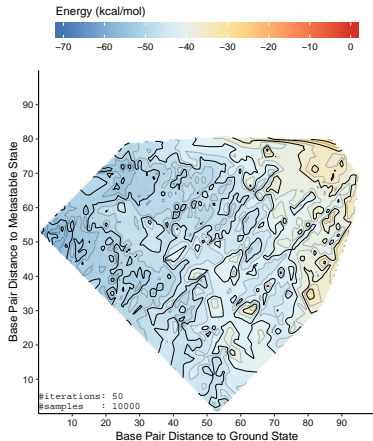 Energy (kcal/mol)
−70 −60 −50 −40 −30 −20 −10 0
Base Pair Distance to Metastable State
90
80
70
60
50
40
30
20
10
#iterations: 50
#samples   : 10000
10 20 30 40 50 60 70 80 90
Base Pair Distance to Ground State